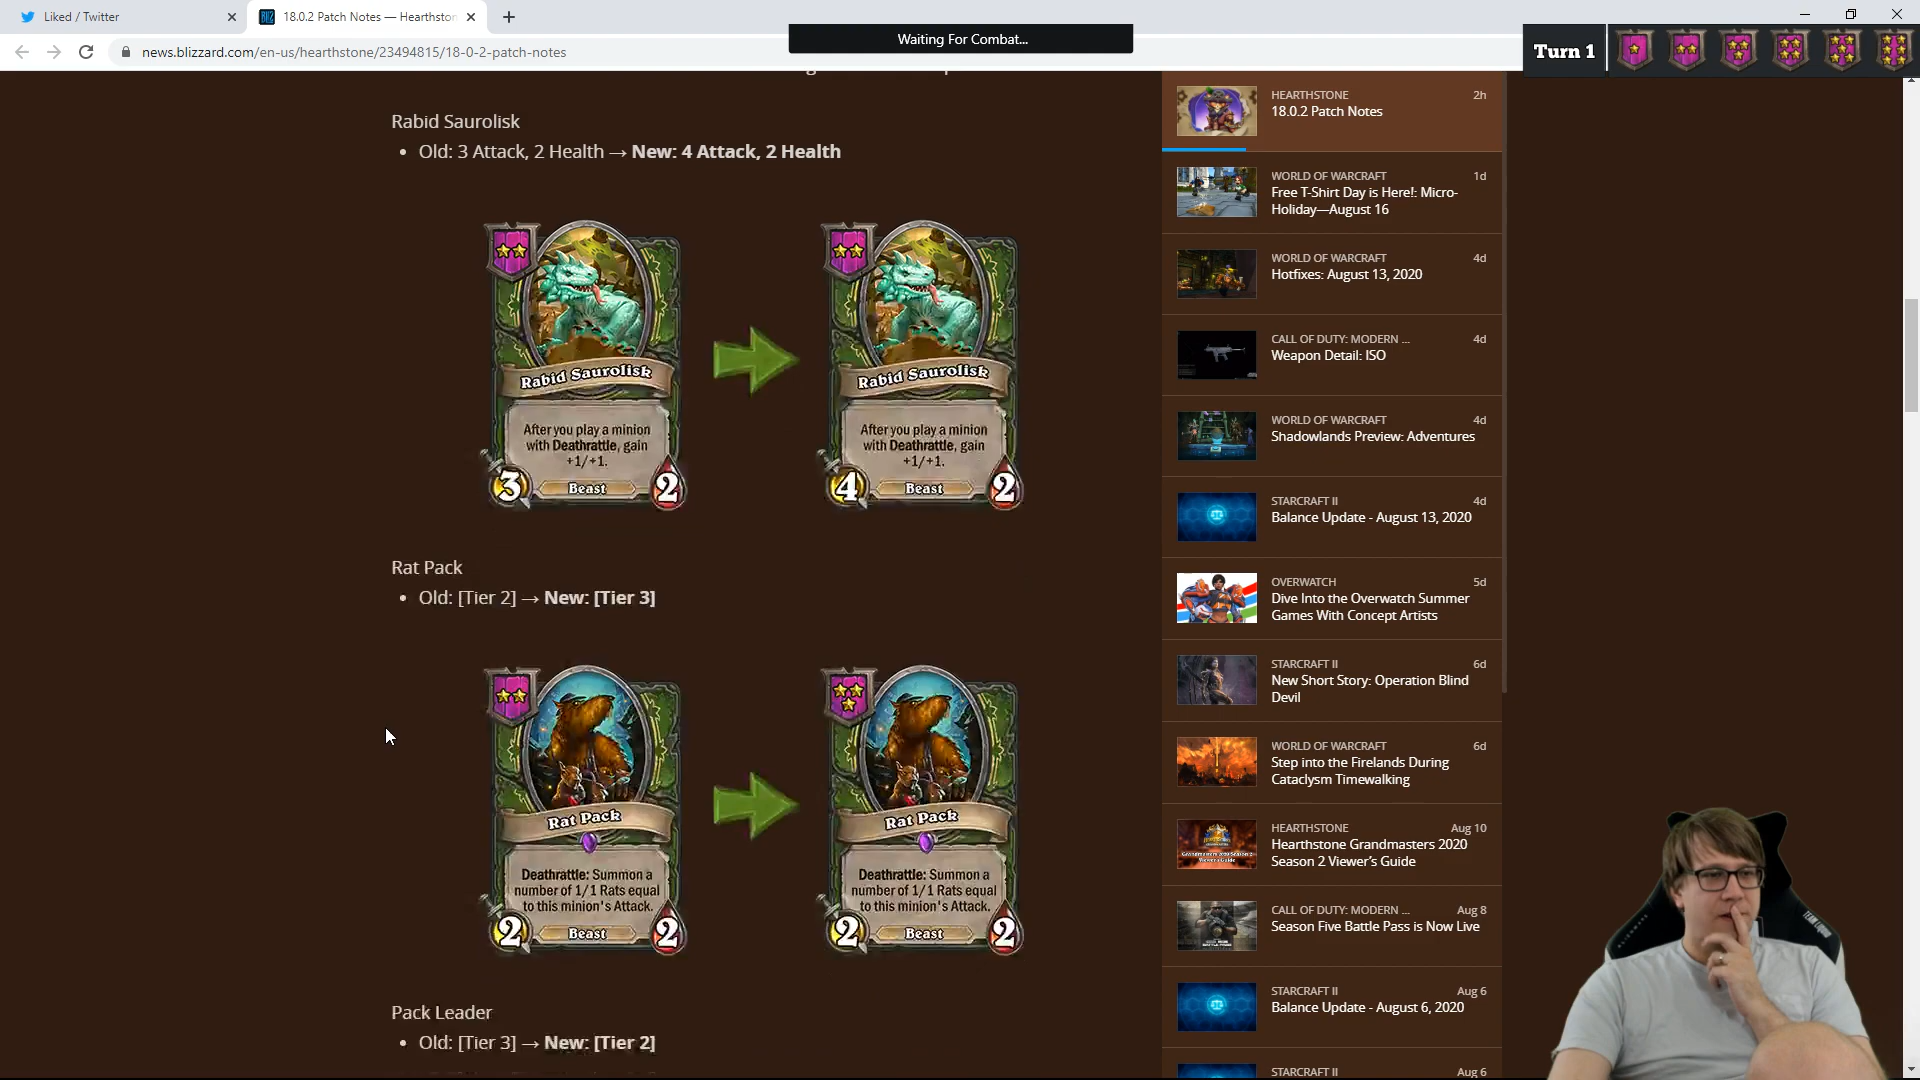 Liked / Twitter
18.0.2 Patch Notes — Hearthston
news.blizzard.com/en-us/hearthstone/23494815/18-0-2-patch-notes
Waiting For Combat...
Turn 1
Rabid Saurolisk
• Old: 3 Attack, 2 Health → New: 4 Attack, 2 Health
Rabid Saurolisk
After you play a minion
with Deathrattle, gain
+1/+1.
3
Beast
2
Rabid Saurolisk
After you play a minion
with Deathrattle, gain
+1/+1.
4
Beast
2
Rat Pack
• Old: [Tier 2] → New: [Tier 3]
Rat Pack
Deathrattle: Summon a
number of 1/1 Rats equal
to this minion's Attack.
2
Beast
2
Rat Pack
Deathrattle: Summon a
number of 1/1 Rats equal
to this minion's Attack.
2
Beast
2
Pack Leader
• Old: [Tier 3] → New: [Tier 2]
HEARTHSTONE
2h
18.0.2 Patch Notes
WORLD OF WARCRAFT
1d
Free T-Shirt Day is Here!: Micro-
Holiday—August 16
WORLD OF WARCRAFT
4d
Hotfixes: August 13, 2020
CALL OF DUTY: MODERN ...
4d
Weapon Detail: ISO
WORLD OF WARCRAFT
4d
Shadowlands Preview: Adventures
STARCRAFT II
4d
Balance Update - August 13, 2020
OVERWATCH
5d
Dive Into the Overwatch Summer
Games With Concept Artists
STARCRAFT II
6d
New Short Story: Operation Blind
Devil
WORLD OF WARCRAFT
6d
Step into the Firelands During
Cataclysm Timewalking
HEARTHSTONE
Aug 10
Hearthstone Grandmasters 2020
Season 2 Viewer's Guide
CALL OF DUTY: MODERN ...
Aug 8
Season Five Battle Pass is Now Live
STARCRAFT II
Aug 6
Balance Update - August 6, 2020
STARCRAFT II
Aug 6